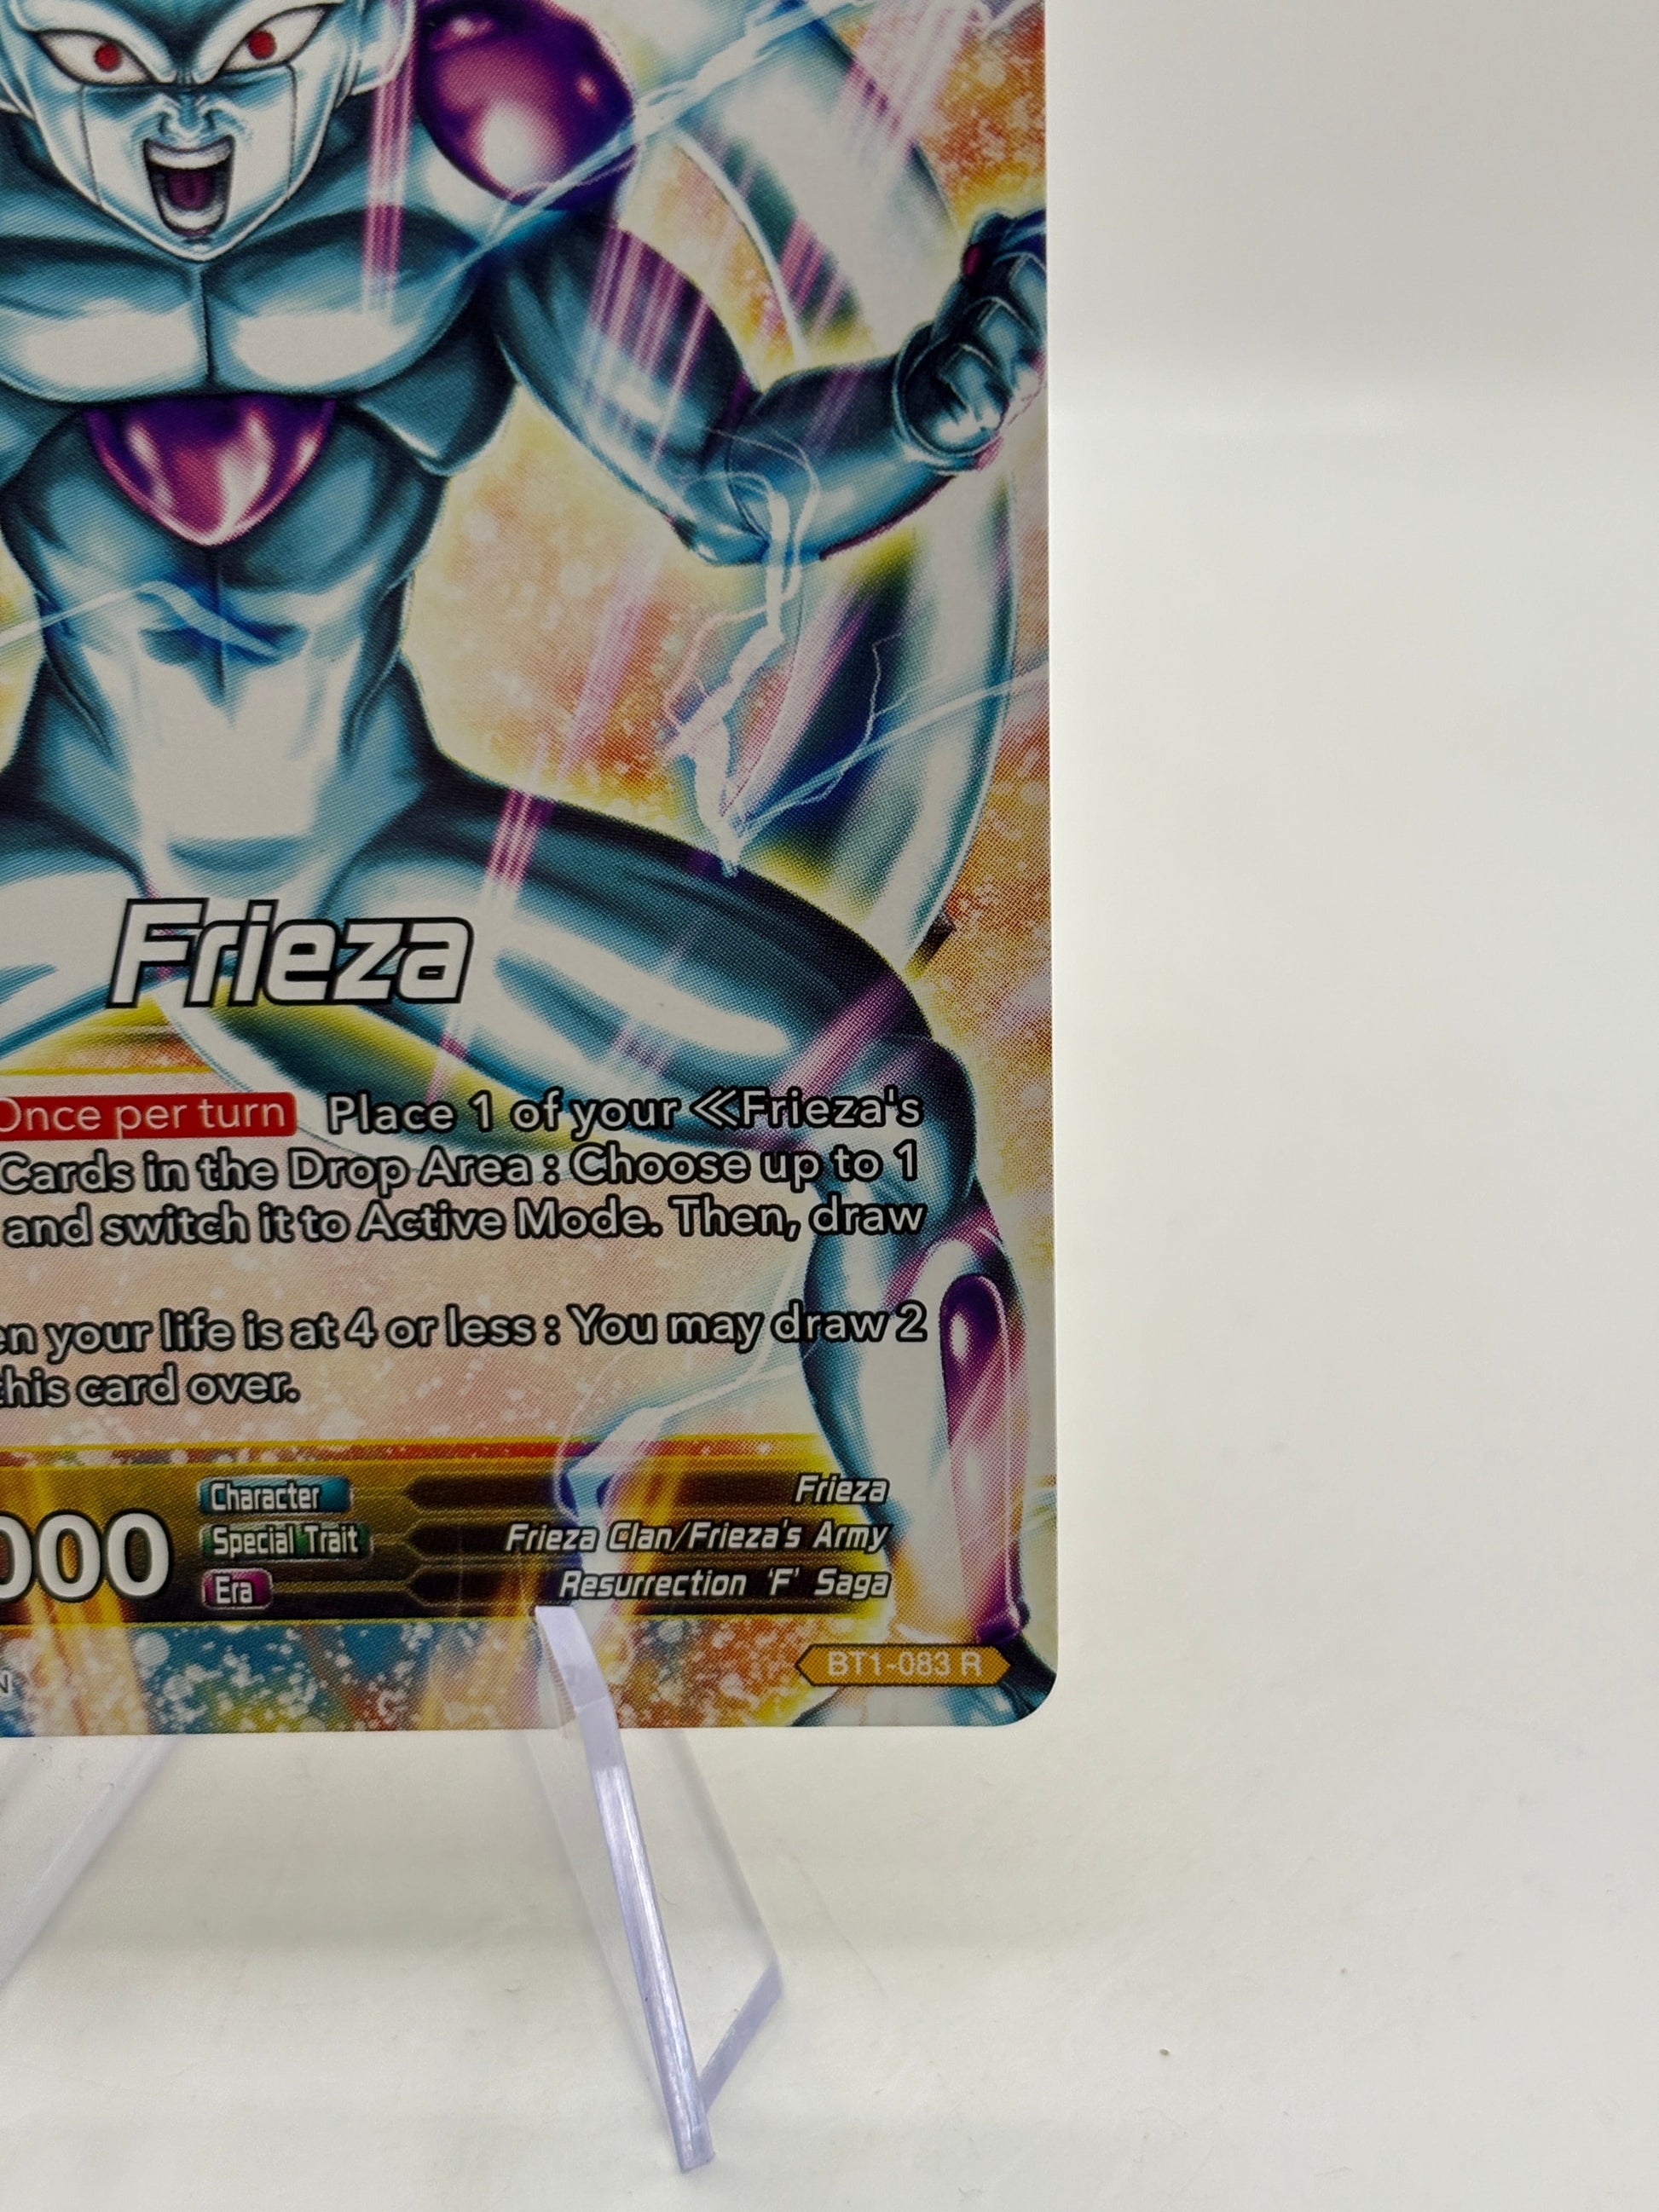 Frieza
Once per turn Place 1 of your ≪Frieza's
Cards in the Drop Area : Choose up to 1
and switch it to Active Mode. Then, draw
your life is at 4 or less : You may draw 2
this card over.
000
Character Frieza
Special Trait Frieza Clan/Frieza's Army
Era Resurrection 'F' Saga
BT1-083 R